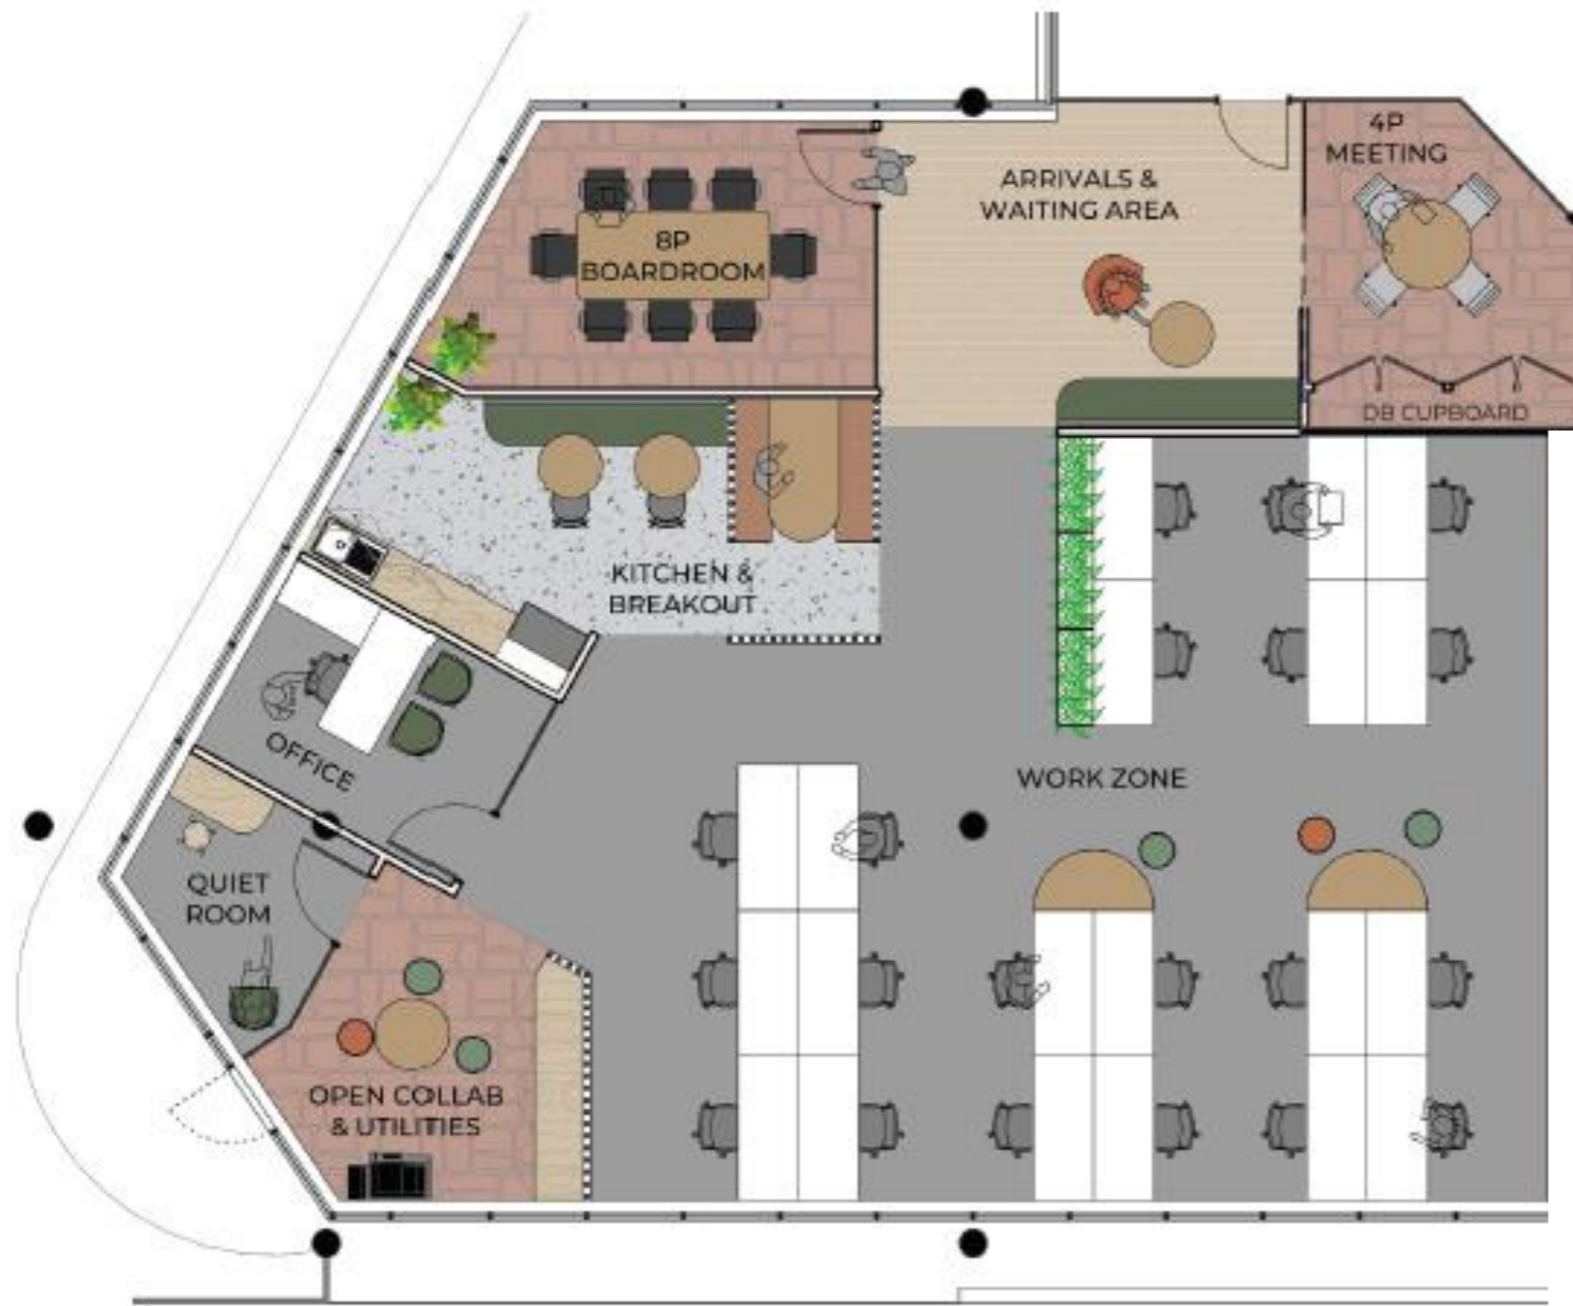 4P
MEETING
ARRIVALS &
WAITING AREA
8P
BOARDROOM
DB CUPBOARD
KITCHEN &
BREAKOUT
OFFICE
WORK ZONE
QUIET
ROOM
OPEN COLLAB
& UTILITIES